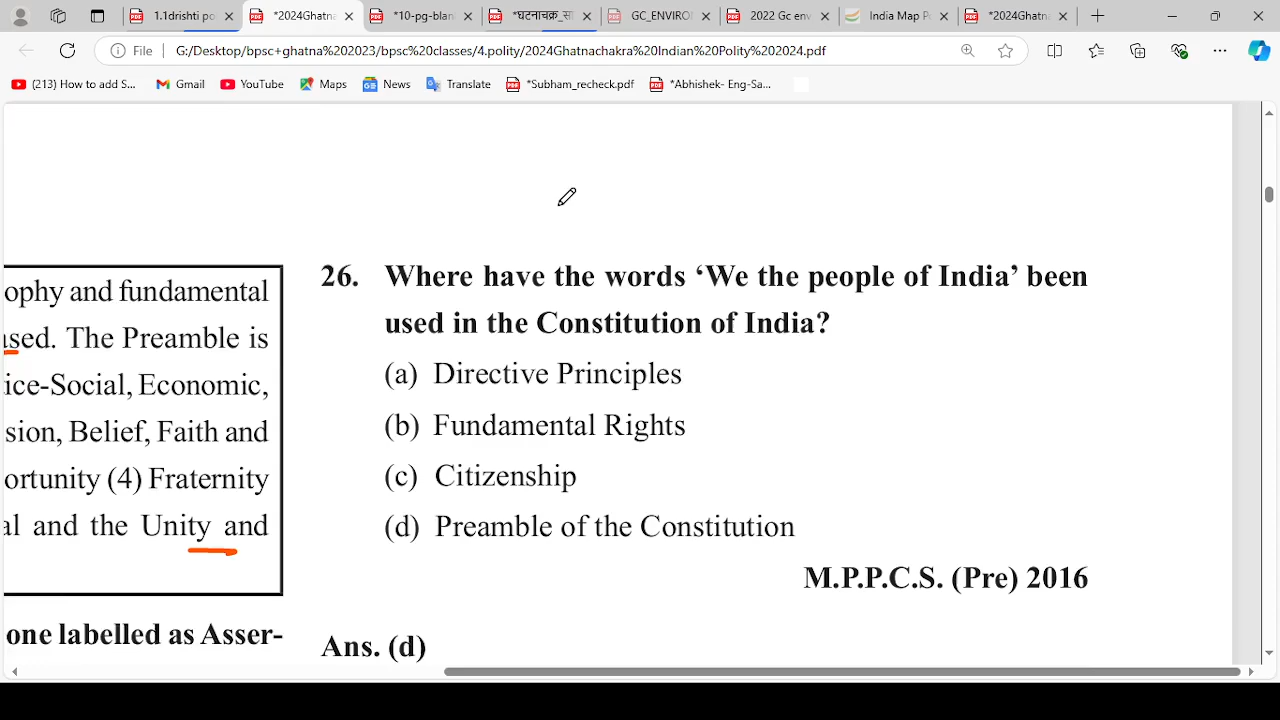 1.1drishti po
*2024Ghatna
*10-pg-blan
*घटनाचक्र_सा
GC_ENVIRO
2022 Gc env
India Map P
*2024Ghatna
File
G:/Desktop/bpsc+ghatna%202023/bpsc%20classes/4.polity/2024Ghatnachakra%20Indian%20Polity%202024.pdf
(213) How to add S...
Gmail
YouTube
Maps
News
Translate
*Subham_recheck.pdf
*Abhishek- Eng-Sa...
ophy and fundamental
ased. The Preamble is
ice-Social, Economic,
sion, Belief, Faith and
ortunity (4) Fraternity
al and the Unity and
one labelled as Asser-
26. Where have the words ‘We the people of India’ been
used in the Constitution of India?
(a) Directive Principles
(b) Fundamental Rights
(c) Citizenship
(d) Preamble of the Constitution
M.P.P.C.S. (Pre) 2016
Ans. (d)